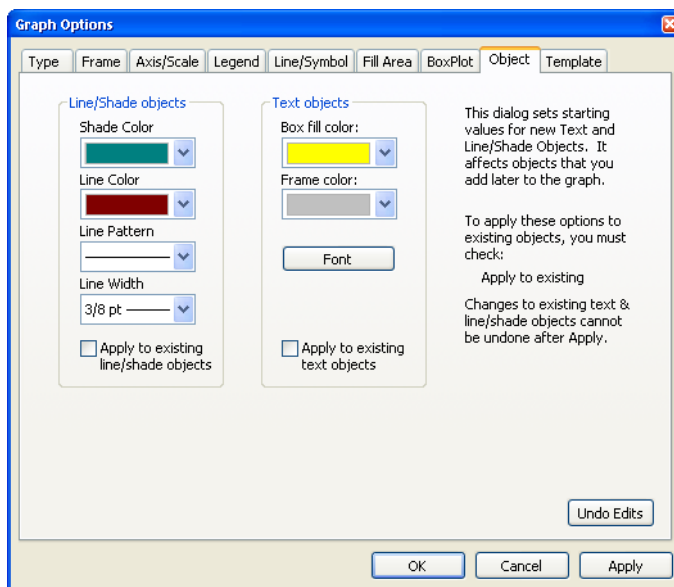 Graph Options
Type Frame Axis/Scale Legend Line/Symbol Fill Area BoxPlot Object Template
Line/Shade objects
Shade Color
Line Color
Line Pattern
Line Width
3/8 pt
Apply to existing
line/shade objects
Text objects
Box fill color:
Frame color:
Font
Apply to existing
text objects
This dialog sets starting
values for new Text and
Line/Shade Objects. It
affects objects that you
add later to the graph.
To apply these options to
existing objects, you must
check:
Apply to existing
Changes to existing text &
line/shade objects cannot
be undone after Apply.
Undo Edits
OK Cancel Apply